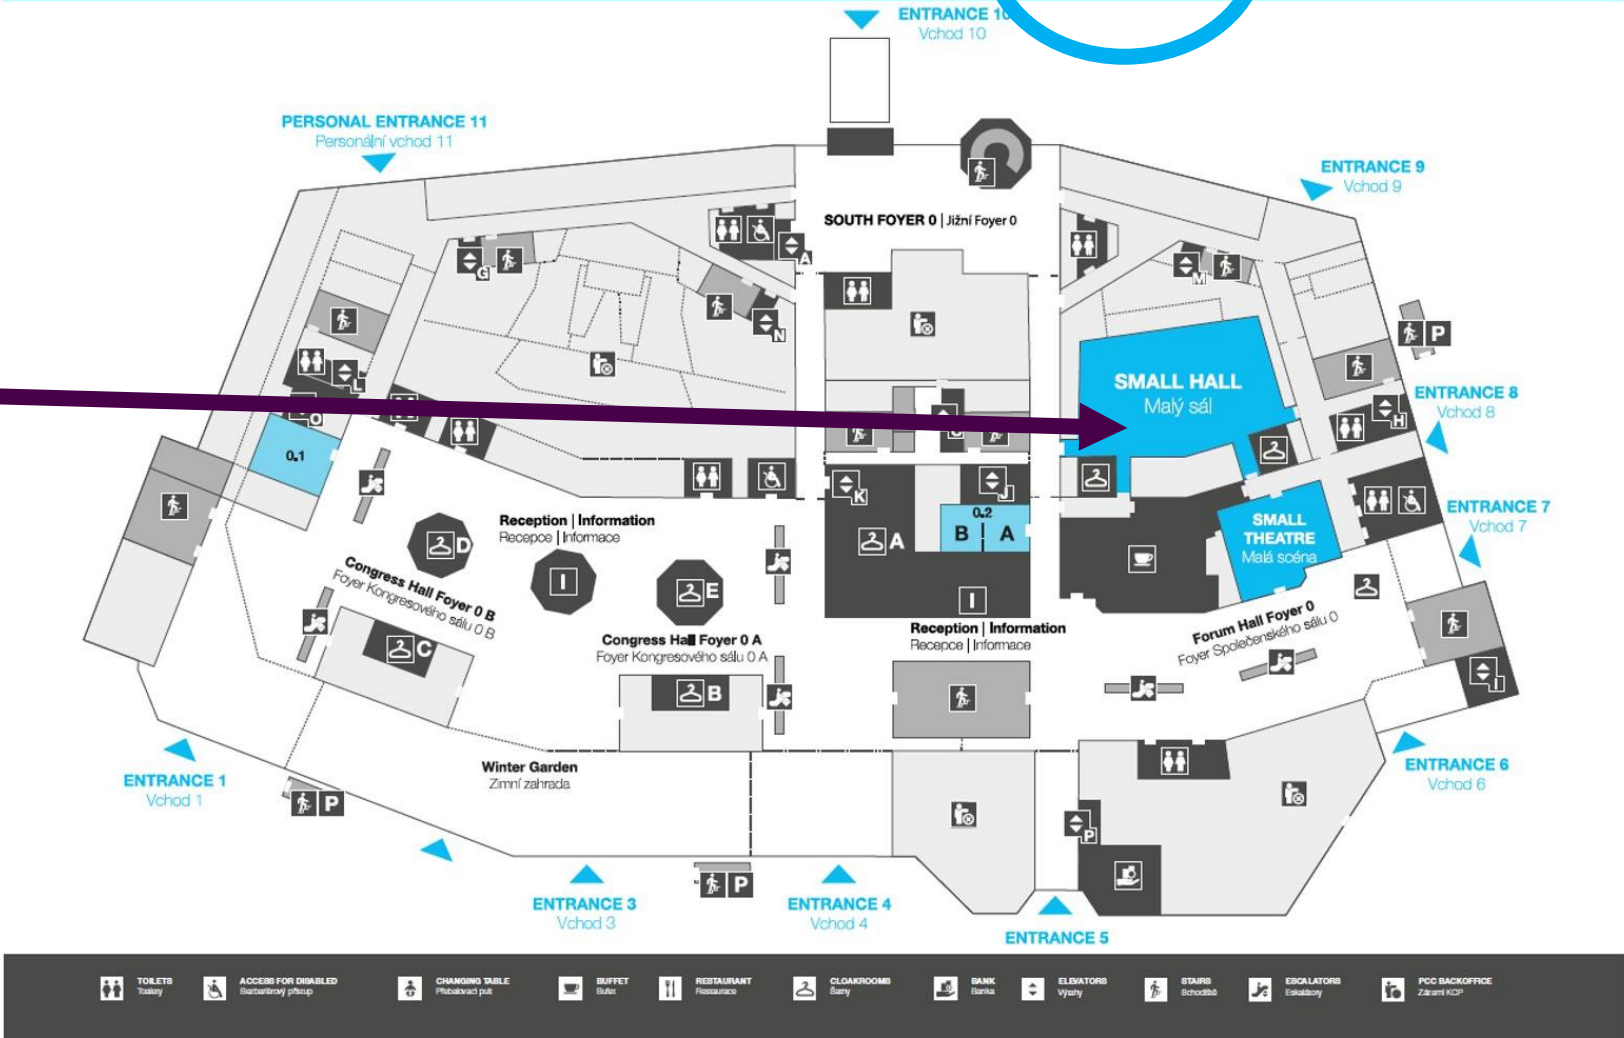 ENTRANCE 10
Vchod 10
PERSONAL ENTRANCE 11
Personální vchod 11
ENTRANCE 9
Vchod 9
SOUTH FOYER 0 | Jižní Foyer 0
A
G
M
N
P
L
O
SMALL HALL
Malý sál
ENTRANCE 8
Vchod 8
H
0.1
K
J
0.2
B | A
A
D
E
I
I
SMALL
THEATRE
Malá scéna
ENTRANCE 7
Vchod 7
Reception | Information
Recepce | Informace
Congress Hall Foyer 0 B
Foyer Kongresového sálu 0 B
C
Congress Hall Foyer 0 A
Foyer Kongresového sálu 0 A
B
Reception | Information
Recepce | Informace
Forum Hall Foyer 0
Foyer Společenského sálu 0
I
ENTRANCE 1
Vchod 1
P
Winter Garden
Zimní zahrada
ENTRANCE 6
Vchod 6
P
P
ENTRANCE 3
Vchod 3
ENTRANCE 4
Vchod 4
ENTRANCE 5
TOILETS
Toalety
ACCESS FOR DISABLED
Bezbariérový přístup
CHANGING TABLE
Přebalovací pult
BUFFET
Bufet
RESTAURANT
Restaurace
CLOAKROOMS
Šatny
BANK
Banka
ELEVATORS
Výtahy
STAIRS
Schodiště
ESCALATORS
Eskalátory
PCC BACKOFFICE
Zázemí KCP